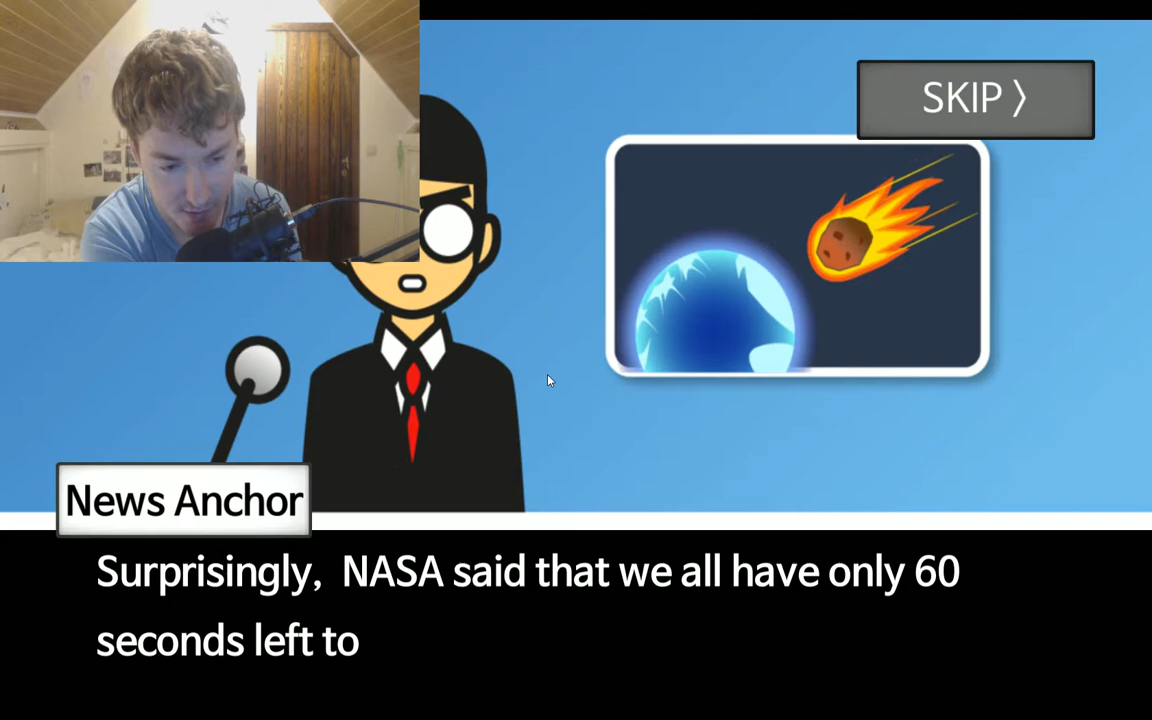 SKIP 〉
News Anchor
Surprisingly, NASA said that we all have only 60
seconds left to